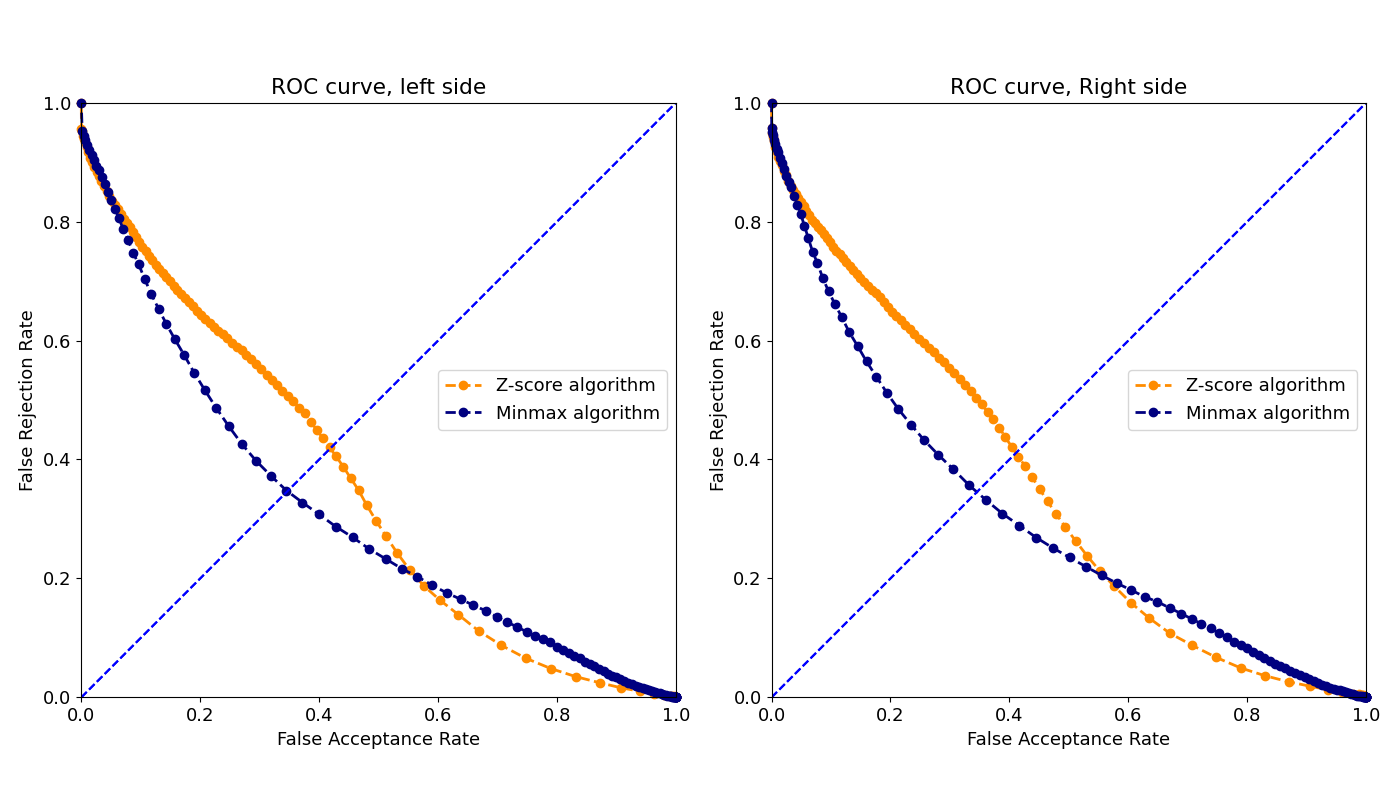 ROC curve, left side
1.0
0.8
0.6
0.4
0.2
0.0
False Rejection Rate
Z-score algorithm
Minmax algorithm
0.0 0.2 0.4 0.6 0.8 1.0
False Acceptance Rate
ROC curve, Right side
1.0
0.8
0.6
0.4
0.2
0.0
False Rejection Rate
Z-score algorithm
Minmax algorithm
0.0 0.2 0.4 0.6 0.8 1.0
False Acceptance Rate